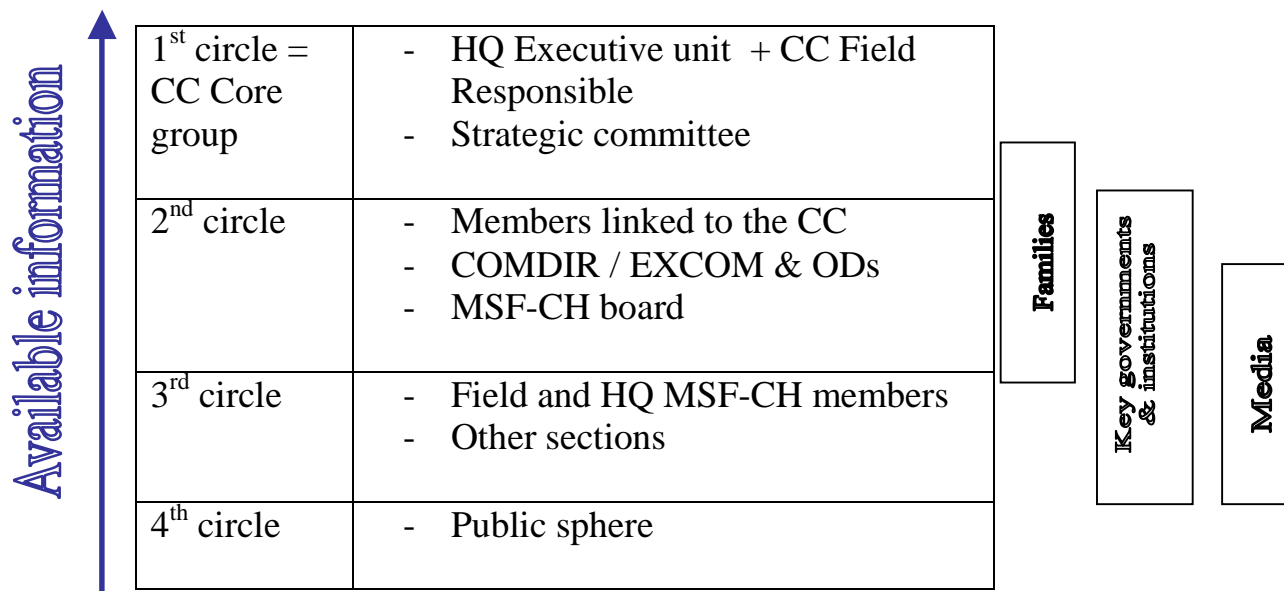 Available information
1st circle =
CC Core
group
- HQ Executive unit + CC Field
Responsible
- Strategic committee
2nd circle
- Members linked to the CC
- COMDIR / EXCOM & ODs
- MSF-CH board
3rd circle
- Field and HQ MSF-CH members
- Other sections
4th circle
- Public sphere
Families
Key governments
& institutions
Media